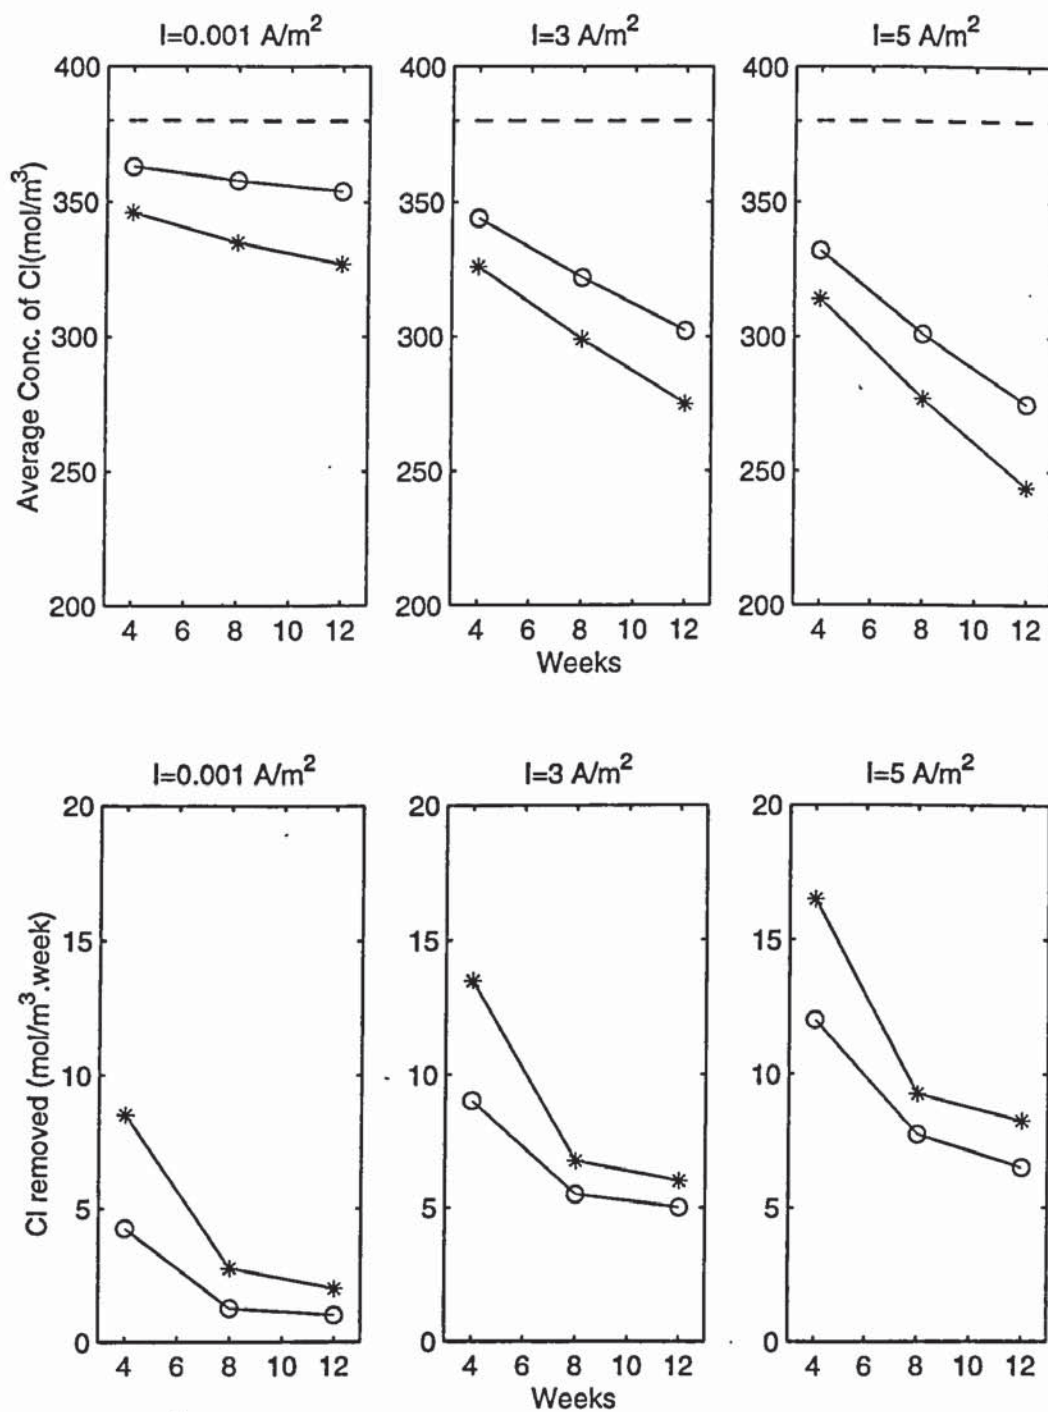 I=0.001 A/m²
I=3 A/m²
I=5 A/m²
Average Conc. of Cl(mol/m³)
400
350
300
250
200
4 6 8 10 12
400
350
300
250
200
4 6 8 10 12
400
350
300
250
200
4 6 8 10 12
Weeks
I=0.001 A/m²
I=3 A/m²
I=5 A/m²
Cl removed (mol/m³.week)
20
15
10
5
0
4 6 8 10 12
20
15
10
5
0
4 6 8 10 12
20
15
10
5
0
4 6 8 10 12
Weeks